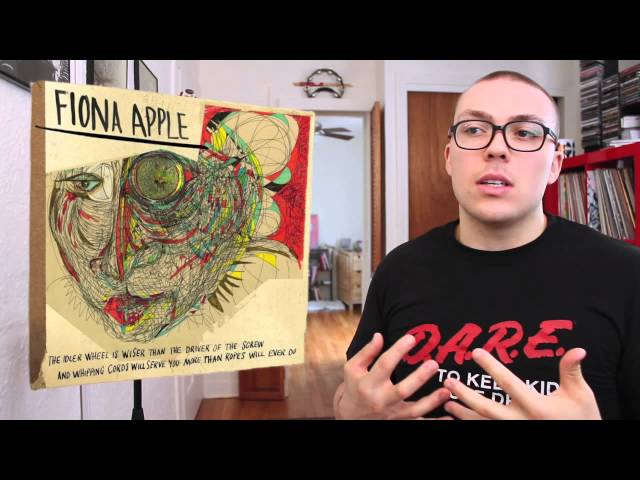 FIONA APPLE
THE IDLER WHEEL IS WISER THAN THE DRIVER OF THE SCREW
AND WHIPPING CORDS WILL SERVE YOU MORE THAN ROPES WILL EVER DO
D.A.R.E.
TO KEEP KID